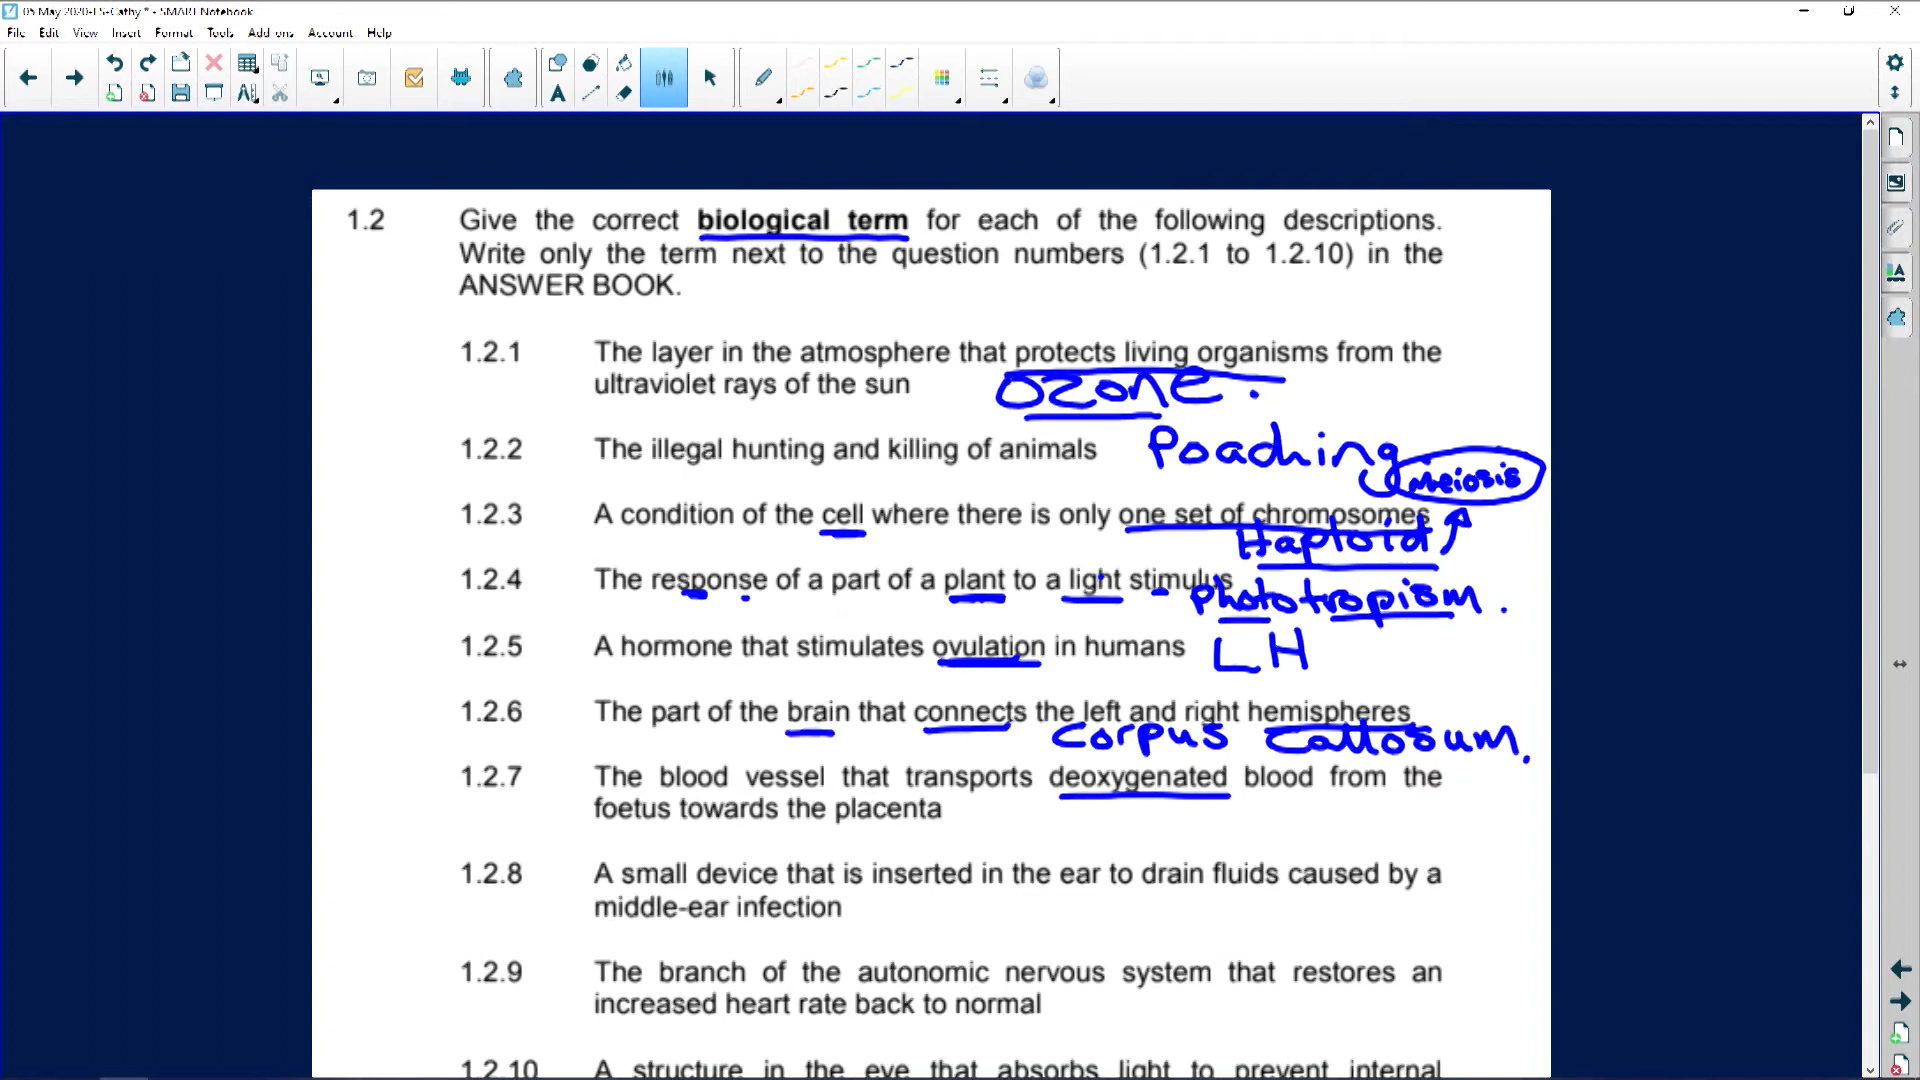 05 May 2020-LS-Cathy * - SMART Notebook
File Edit View Insert Format Tools Add-ons Account Help
1.2 Give the correct biological term for each of the following descriptions.
Write only the term next to the question numbers (1.2.1 to 1.2.10) in the
ANSWER BOOK.
1.2.1 The layer in the atmosphere that protects living organisms from the
ultraviolet rays of the sun ozone.
1.2.2 The illegal hunting and killing of animals Poaching
meiosis
1.2.3 A condition of the cell where there is only one set of chromosomes
Haploid
1.2.4 The response of a part of a plant to a light stimulus
Phototropism.
1.2.5 A hormone that stimulates ovulation in humans LH
1.2.6 The part of the brain that connects the left and right hemispheres
Corpus Callosum.
1.2.7 The blood vessel that transports deoxygenated blood from the
foetus towards the placenta
1.2.8 A small device that is inserted in the ear to drain fluids caused by a
middle-ear infection
1.2.9 The branch of the autonomic nervous system that restores an
increased heart rate back to normal
1.2.10 A structure in the eye that absorbs light to prevent internal